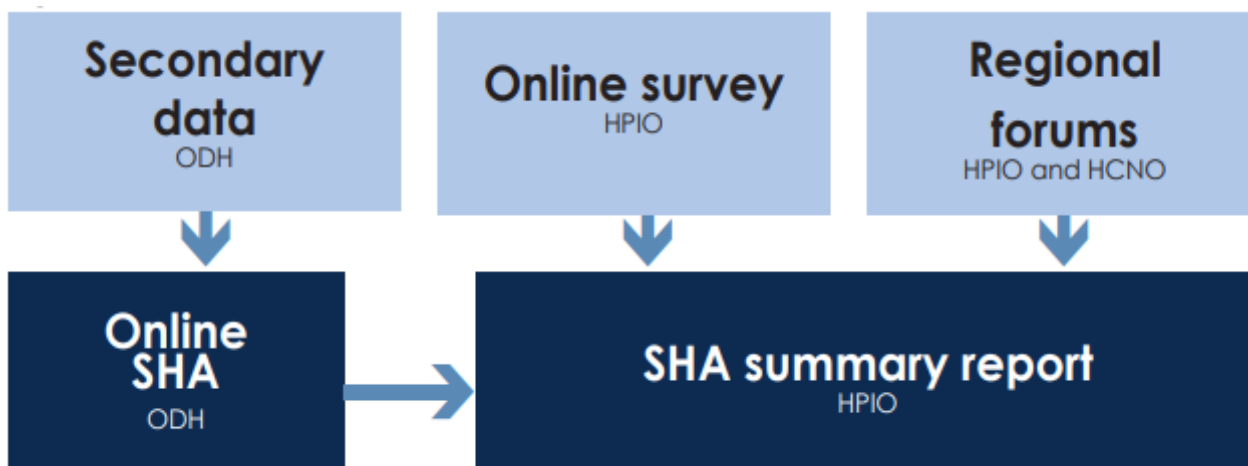 Secondary
data
ODH
Online survey
HPIO
Regional
forums
HPIO and HCNO
Online
SHA
ODH
SHA summary report
HPIO